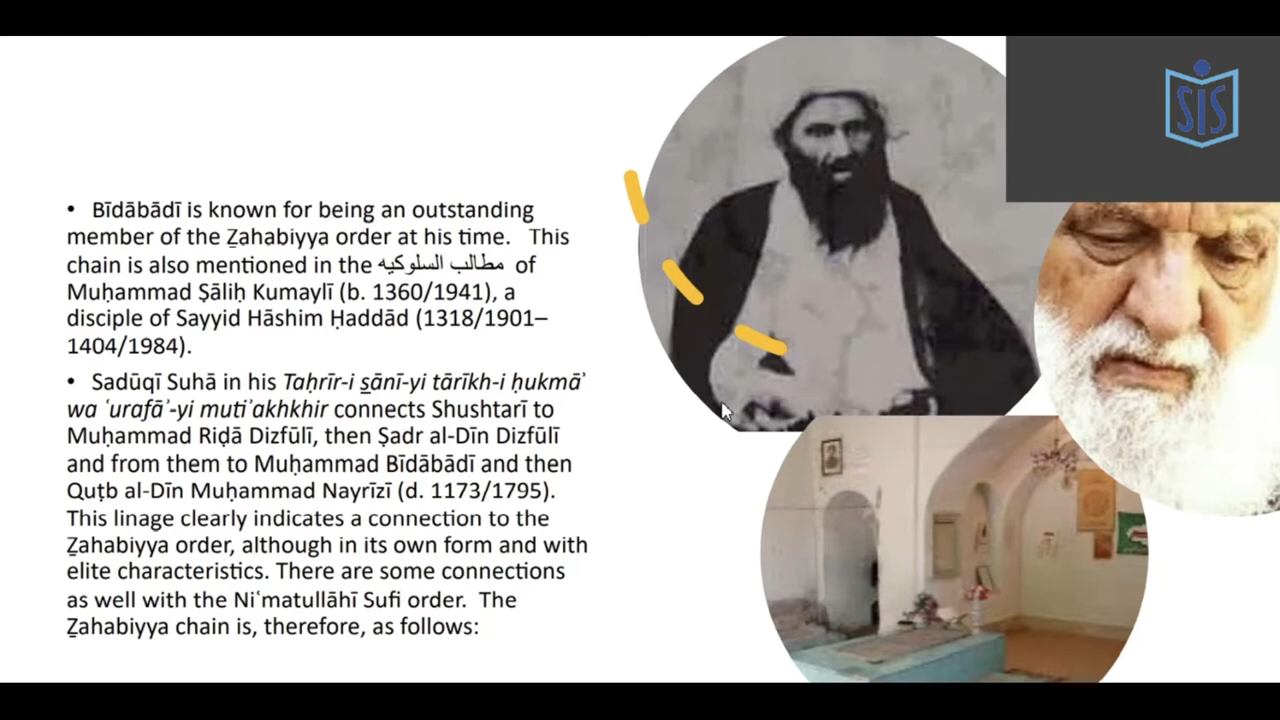 • Bīdābādī is known for being an outstanding
member of the Ẕahabiyya order at his time. This
chain is also mentioned in the مطالب السلوكيه of
Muḥammad Ṣāliḥ Kumaylī (b. 1360/1941), a
disciple of Sayyid Hāshim Ḥaddād (1318/1901–
1404/1984).
• Sadūqī Suhā in his Taḥrīr-i s̱ānī-yi tārīkh-i ḥukmāʾ
wa ʿurafāʾ-yi mutiʾakhkhir connects Shushtarī to
Muḥammad Riḍā Dizfūlī, then Ṣadr al-Dīn Dizfūlī
and from them to Muḥammad Bīdābādī and then
Quṭb al-Dīn Muḥammad Nayrīzī (d. 1173/1795).
This linage clearly indicates a connection to the
Ẕahabiyya order, although in its own form and with
elite characteristics. There are some connections
as well with the Niʿmatullāhī Sufi order. The
Ẕahabiyya chain is, therefore, as follows:
SIS